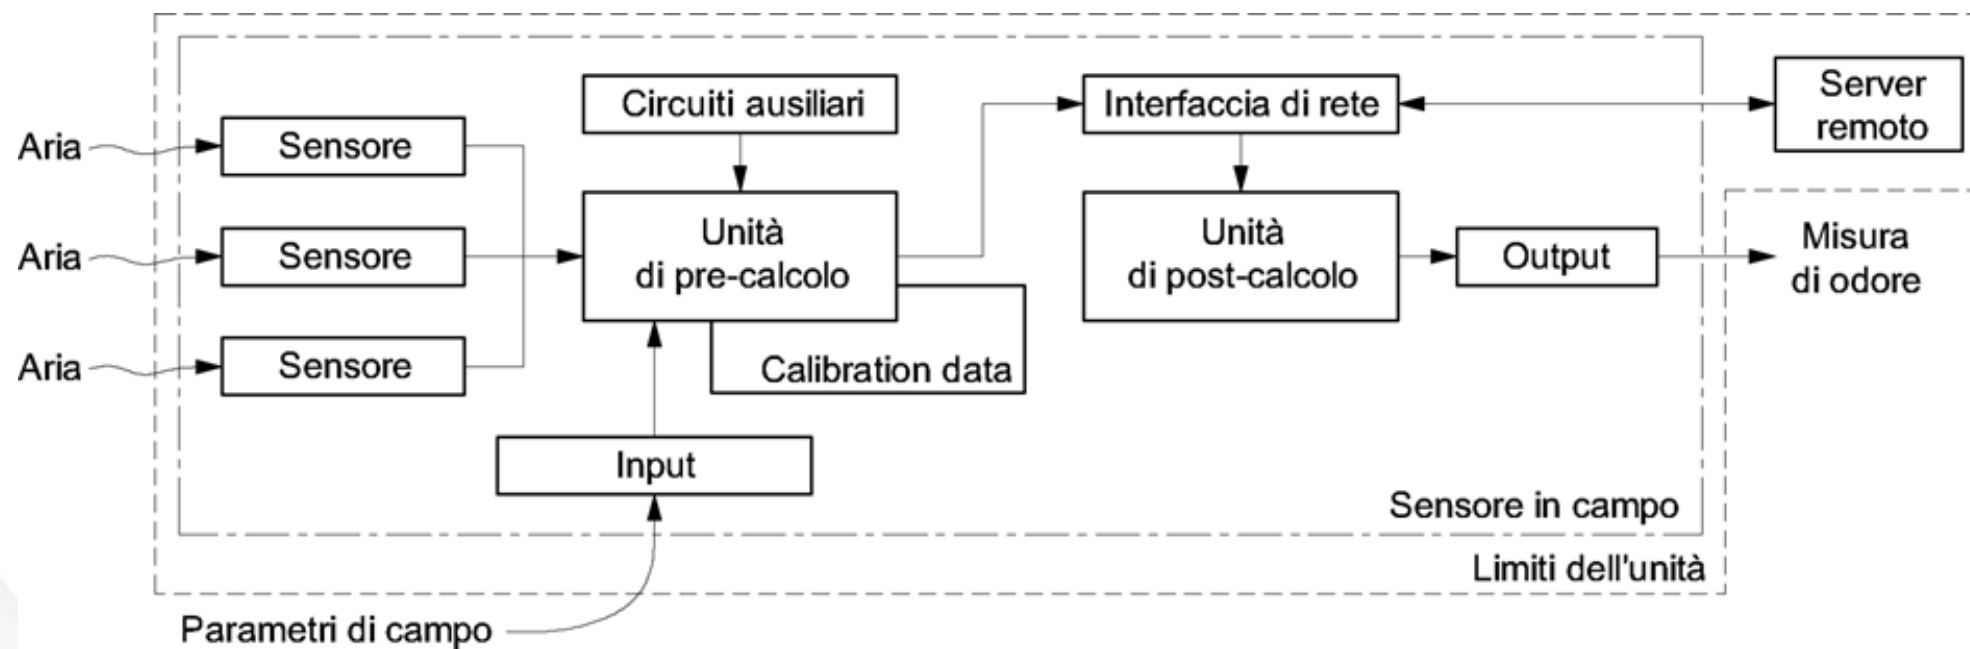 Circuiti ausiliari
Interfaccia di rete
Server
remoto
Aria
Sensore
Aria
Sensore
Unità
di pre-calcolo
Unità
di post-calcolo
Output
Misura
di odore
Aria
Sensore
Calibration data
Input
Sensore in campo
Limiti dell'unità
Parametri di campo